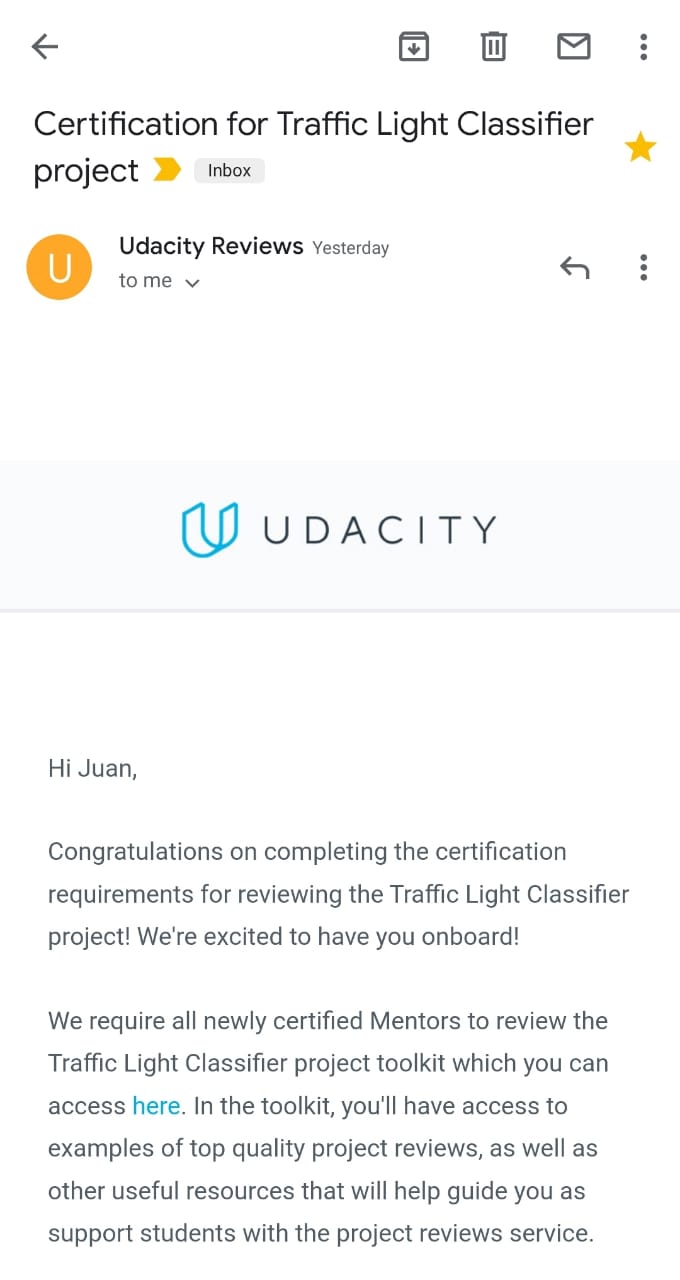 Certification for Traffic Light Classifier
project Inbox
U
Udacity Reviews Yesterday
to me
UDACITY
Hi Juan,
Congratulations on completing the certification
requirements for reviewing the Traffic Light Classifier
project! We're excited to have you onboard!
We require all newly certified Mentors to review the
Traffic Light Classifier project toolkit which you can
access here. In the toolkit, you'll have access to
examples of top quality project reviews, as well as
other useful resources that will help guide you as
support students with the project reviews service.